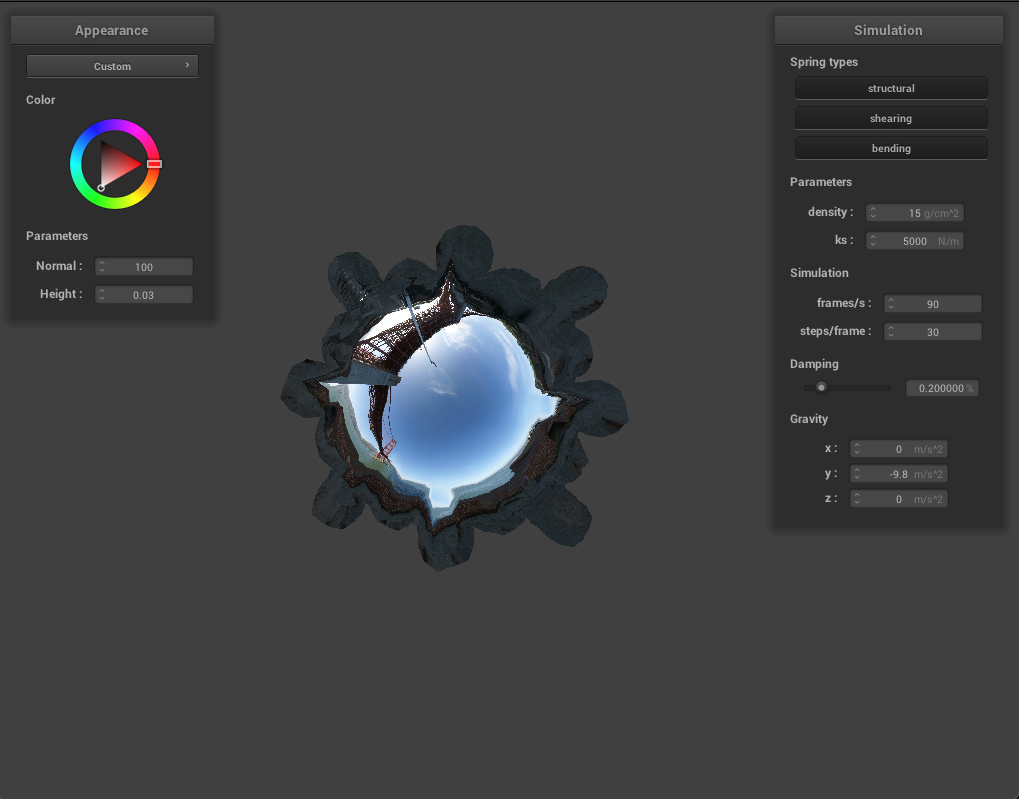 Appearance
Custom
Color
Parameters
Normal : 100
Height : 0.03
Simulation
Spring types
structural
shearing
bending
Parameters
density : 15 g/cm^2
ks : 5000 N/m
Simulation
frames/s : 90
steps/frame : 30
Damping
0.200000 %
Gravity
x : 0 m/s^2
y : -9.8 m/s^2
z : 0 m/s^2